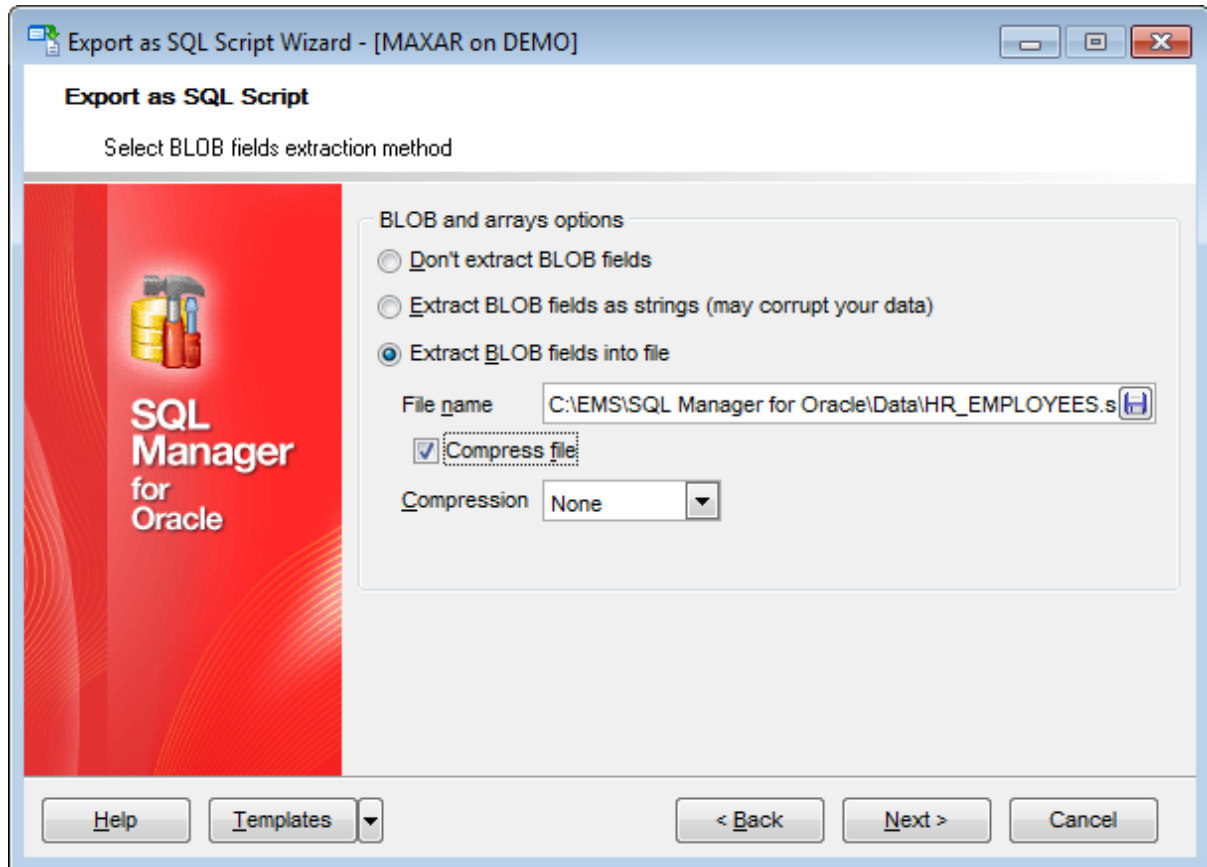 Export as SQL Script Wizard - [MAXAR on DEMO]
Export as SQL Script
Select BLOB fields extraction method
SQL
Manager
for
Oracle
BLOB and arrays options
Don't extract BLOB fields
Extract BLOB fields as strings (may corrupt your data)
Extract BLOB fields into file
File name C:\EMS\SQL Manager for Oracle\Data\HR_EMPLOYEES.s
Compress file
Compression None
Help Templates < Back Next > Cancel